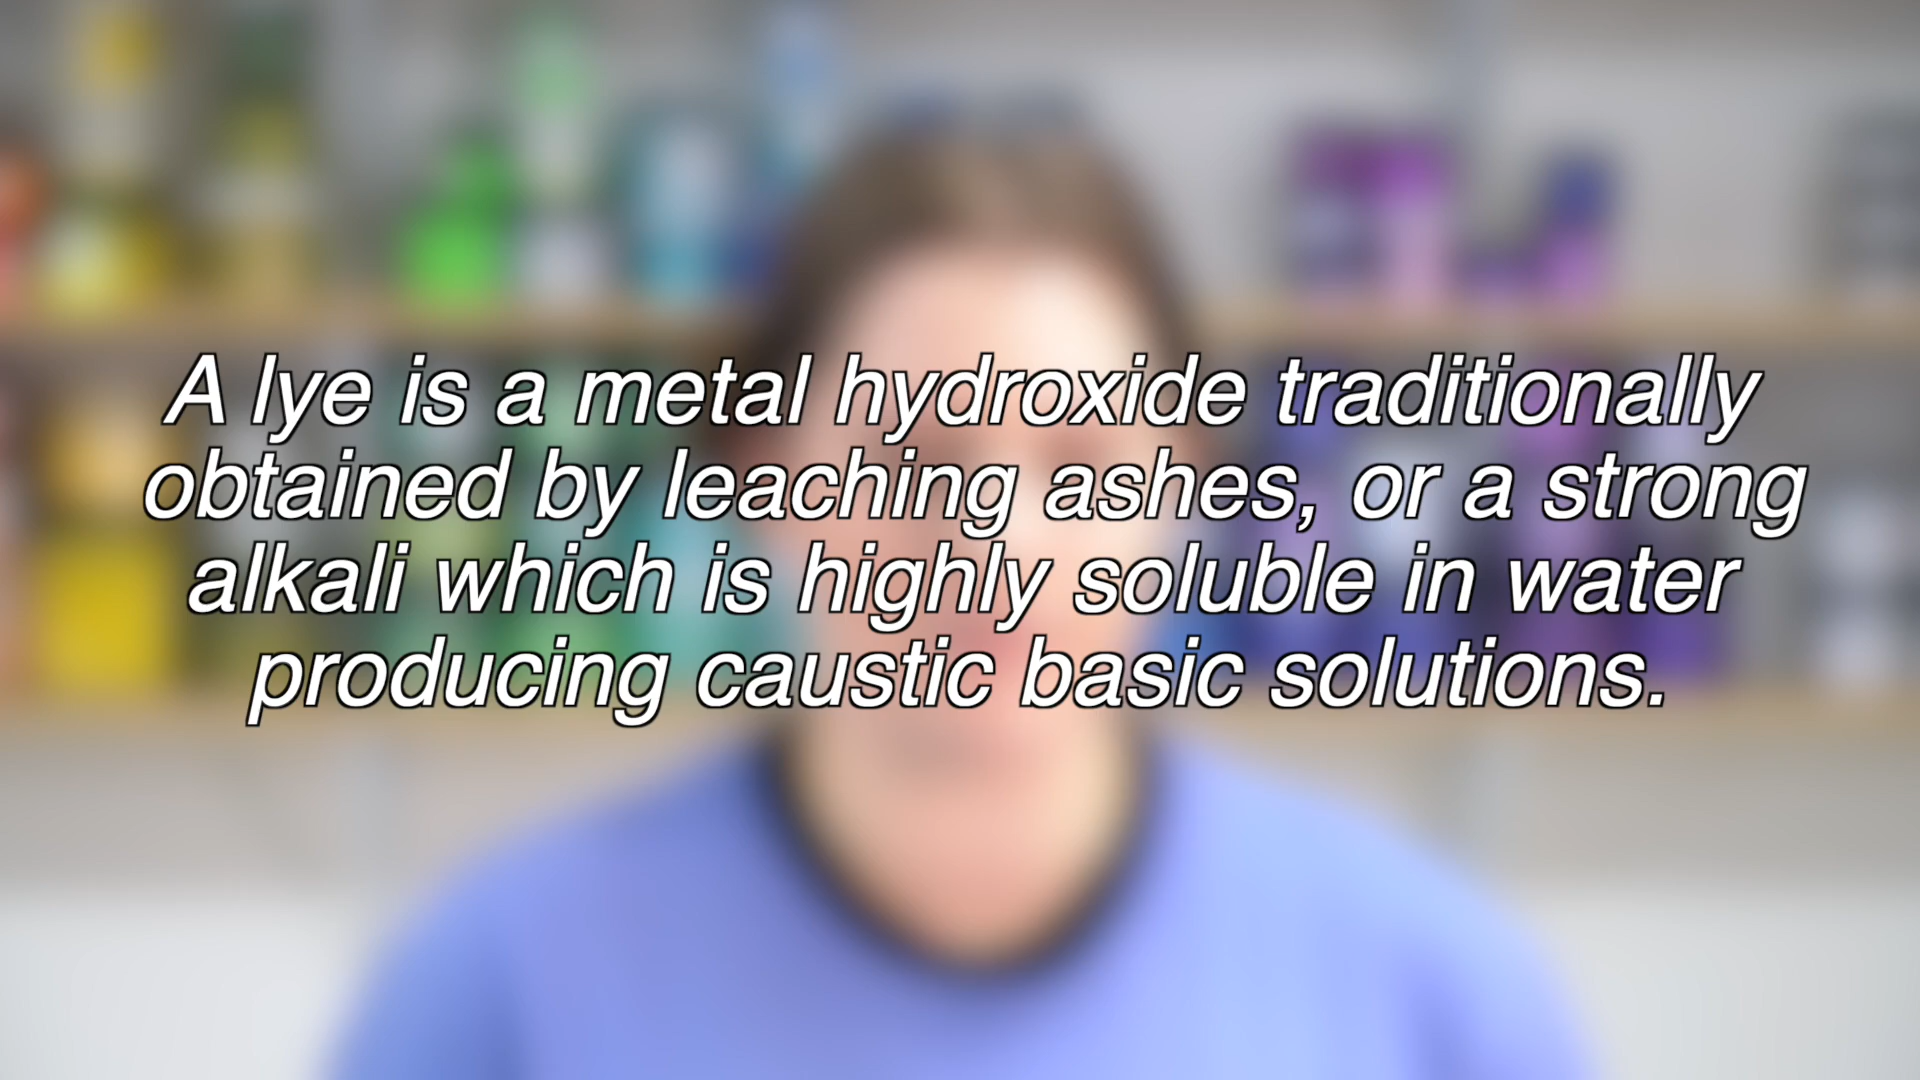 A lye is a metal hydroxide traditionally
obtained by leaching ashes, or a strong
alkali which is highly soluble in water
producing caustic basic solutions.